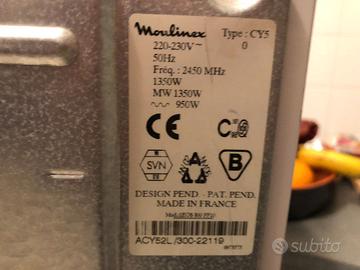 Moulinex Type : CY5
220-230V~ 0
50Hz
Fréq. : 2450 MHz
1350W
MW 1350W
950W
CE
N
SVN
A
B
DESIGN PEND. - PAT. PEND.
MADE IN FRANCE
ACY52L /300-22119
subito